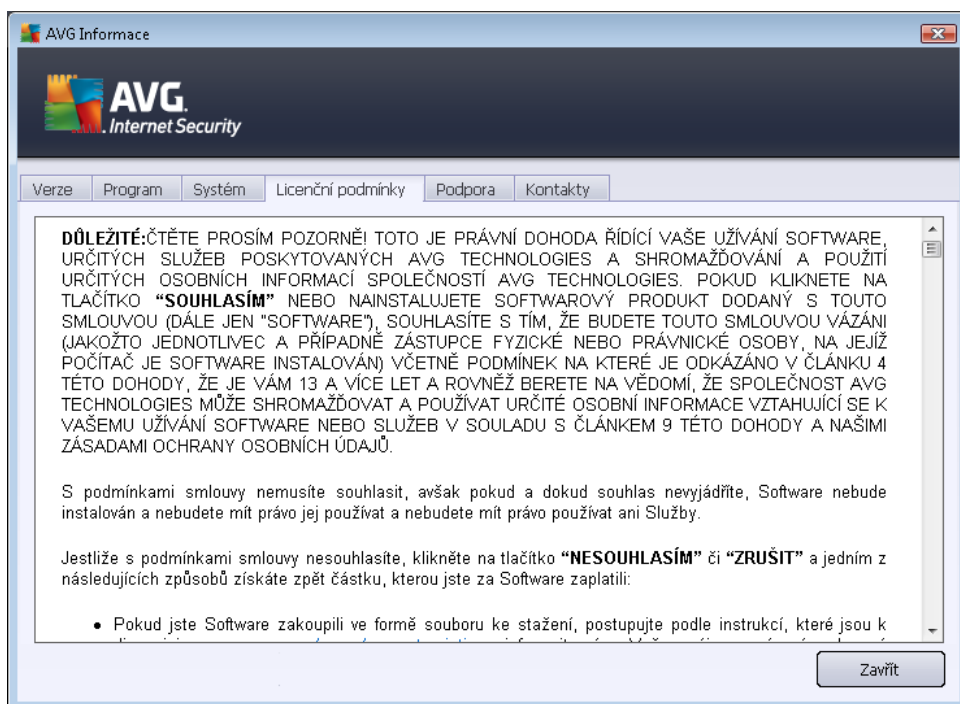 AVG Informace
AVG.
Internet Security
Verze Program Systém Licenční podmínky Podpora Kontakty
DŮLEŽITÉ:ČTĚTE PROSÍM POZORNĚ! TOTO JE PRÁVNÍ DOHODA ŘÍDÍCÍ VAŠE UŽÍVÁNÍ SOFTWARE,
URČITÝCH SLUŽEB POSKYTOVANÝCH AVG TECHNOLOGIES A SHROMAŽĎOVÁNÍ A POUŽITÍ
URČITÝCH OSOBNÍCH INFORMACÍ SPOLEČNOSTÍ AVG TECHNOLOGIES. POKUD KLIKNETE NA
TLAČÍTKO “SOUHLASÍM” NEBO NAINSTALUJETE SOFTWAROVÝ PRODUKT DODANÝ S TOUTO
SMLOUVOU (DÁLE JEN "SOFTWARE"), SOUHLASÍTE S TÍM, ŽE BUDETE TOUTO SMLOUVOU VÁZÁNI
(JAKOŽTO JEDNOTLIVEC A PŘÍPADNĚ ZÁSTUPCE FYZICKÉ NEBO PRÁVNICKÉ OSOBY, NA JEJÍŽ
POČÍTAČ JE SOFTWARE INSTALOVÁN) VČETNĚ PODMÍNEK NA KTERÉ JE ODKÁZÁNO V ČLÁNKU 4
TÉTO DOHODY, ŽE JE VÁM 13 A VÍCE LET A ROVNĚŽ BERETE NA VĚDOMÍ, ŽE SPOLEČNOST AVG
TECHNOLOGIES MŮŽE SHROMAŽĎOVAT A POUŽÍVAT URČITÉ OSOBNÍ INFORMACE VZTAHUJÍCÍ SE K
VAŠEMU UŽÍVÁNÍ SOFTWARE NEBO SLUŽEB V SOULADU S ČLÁNKEM 9 TÉTO DOHODY A NAŠIMI
ZÁSADAMI OCHRANY OSOBNÍCH ÚDAJŮ.
S podmínkami smlouvy nemusíte souhlasit, avšak pokud a dokud souhlas nevyjádříte, Software nebude
instalován a nebudete mít právo jej používat a nebudete mít právo používat ani Služby.
Jestliže s podmínkami smlouvy nesouhlasíte, klikněte na tlačítko “NESOUHLASÍM” či “ZRUŠIT” a jedním z
následujících způsobů získáte zpět částku, kterou jste za Software zaplatili:
• Pokud jste Software zakoupili ve formě souboru ke stažení, postupujte podle instrukcí, které jsou k
Zavřít